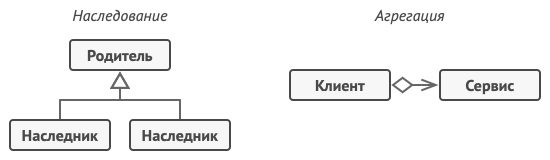 Наследование
Родитель
Наследник
Наследник
Агрегация
Клиент
Сервис